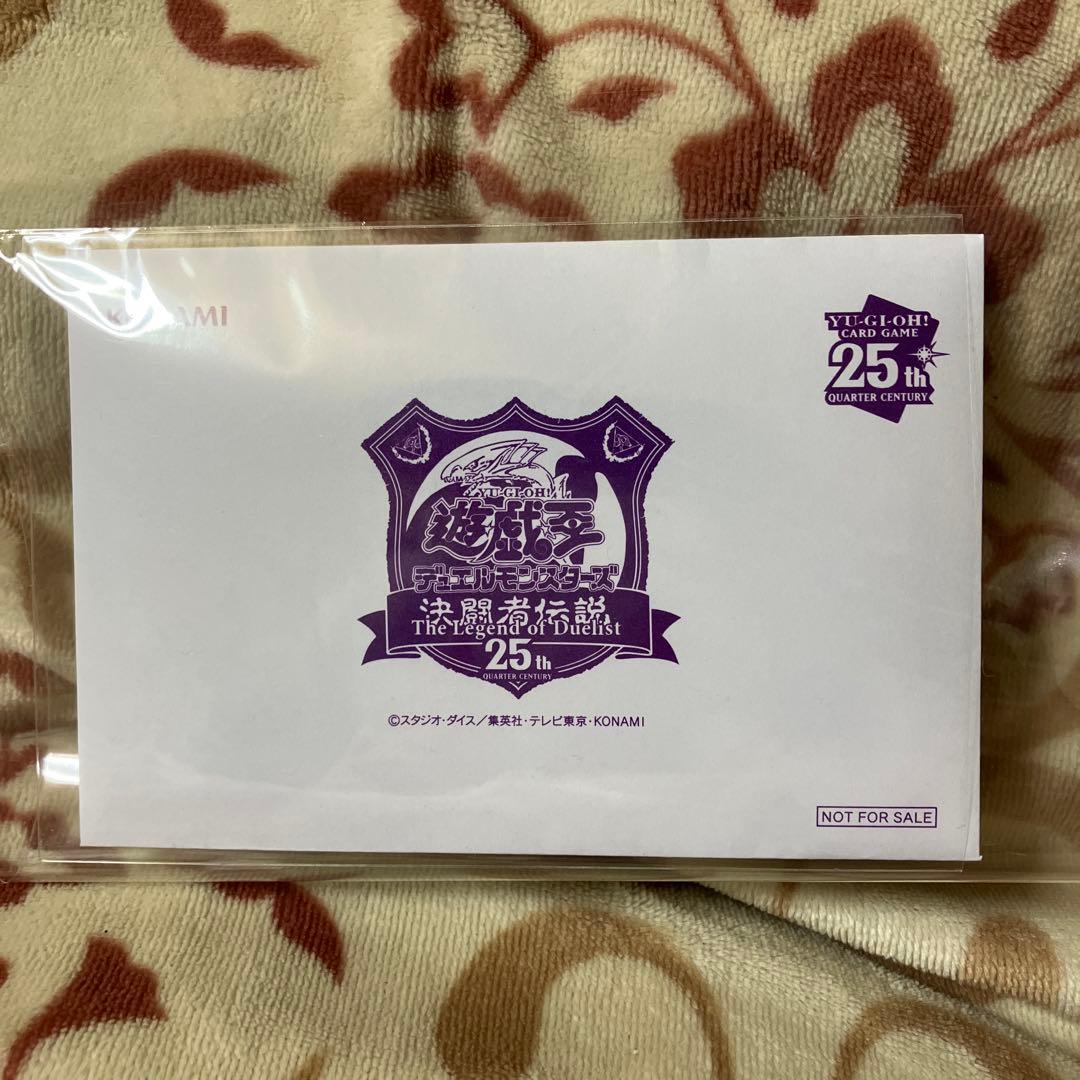 KONAMI
YU-GI-OH!
CARD GAME
25th
QUARTER CENTURY
YU-GI-OH!
遊戯王
デュエルモンスターズ
決闘者伝説
The Legend of Duelist
25th
QUARTER CENTURY
©スタジオ・ダイス／集英社・テレビ東京・KONAMI
NOT FOR SALE